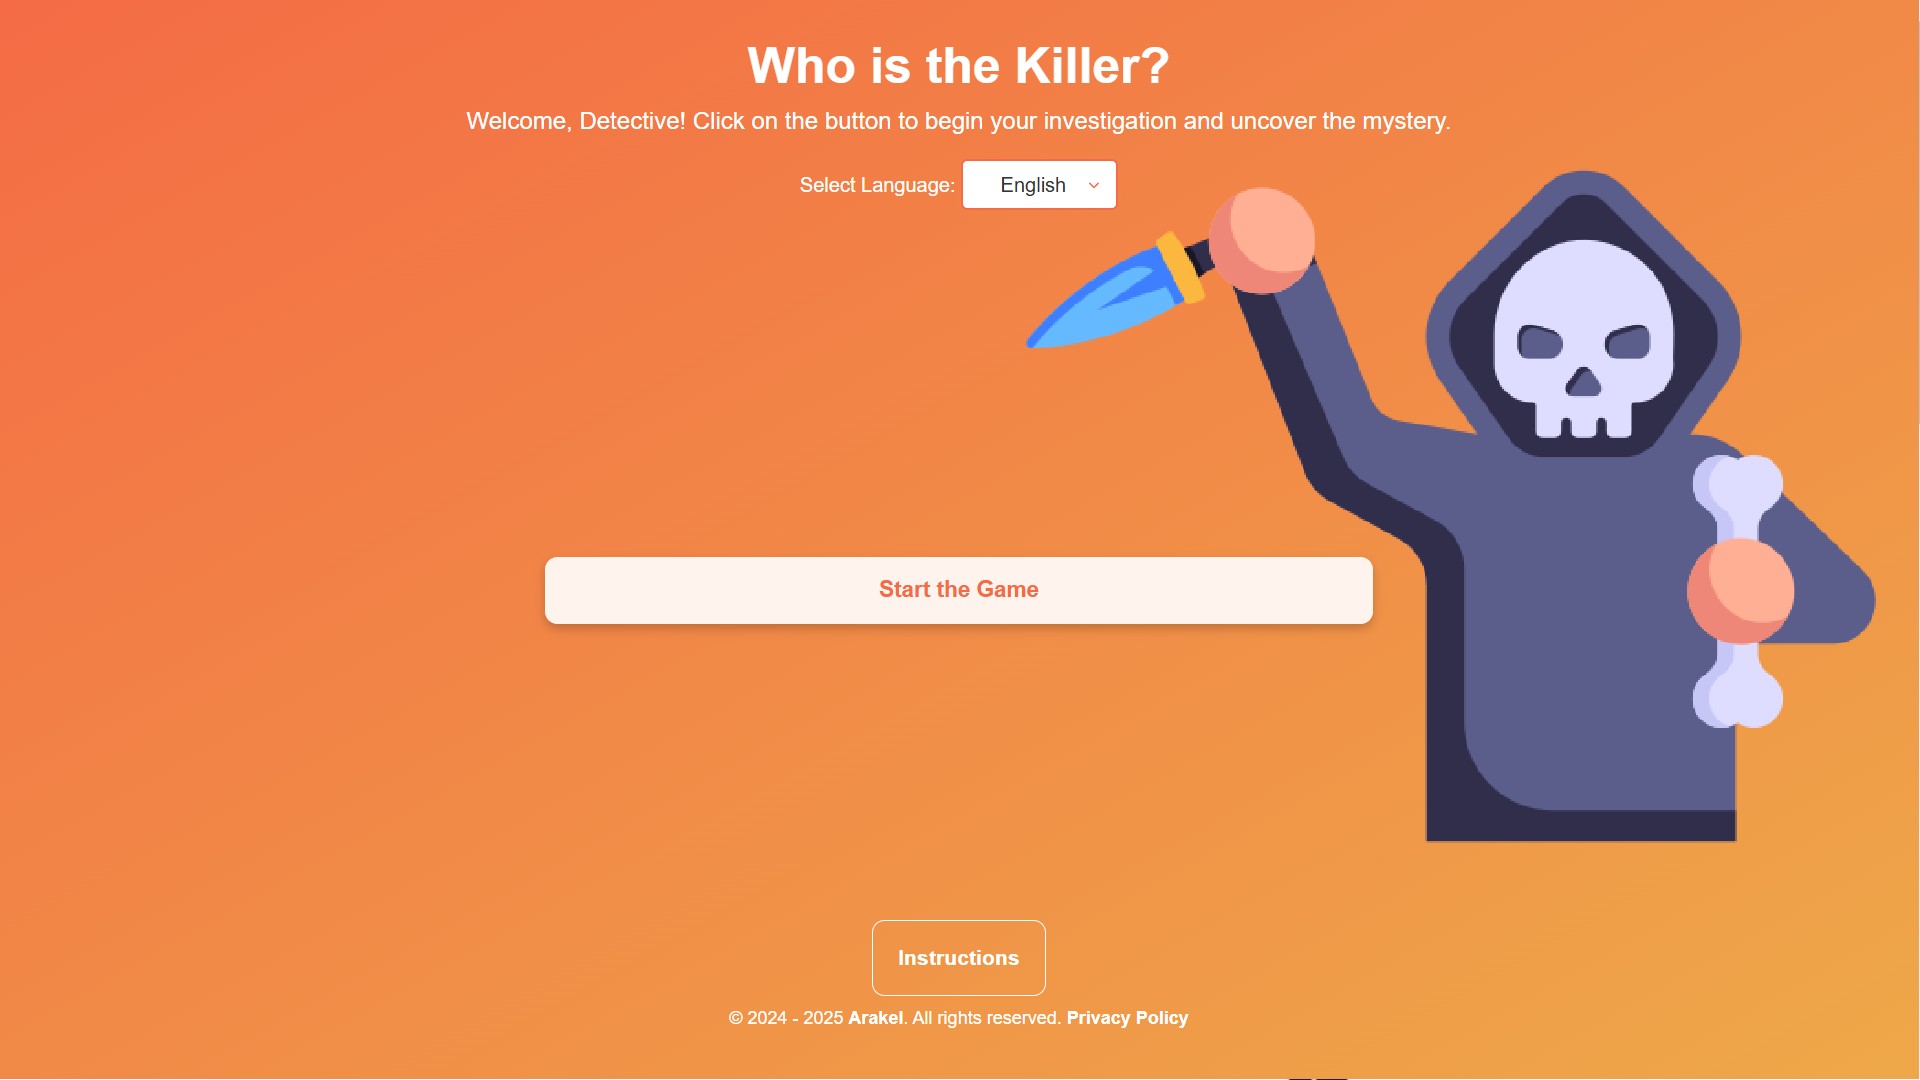 Who is the Killer?
Welcome, Detective! Click on the button to begin your investigation and uncover the mystery.
Select Language: English
Start the Game
Instructions
© 2024 - 2025 Arakel. All rights reserved. Privacy Policy